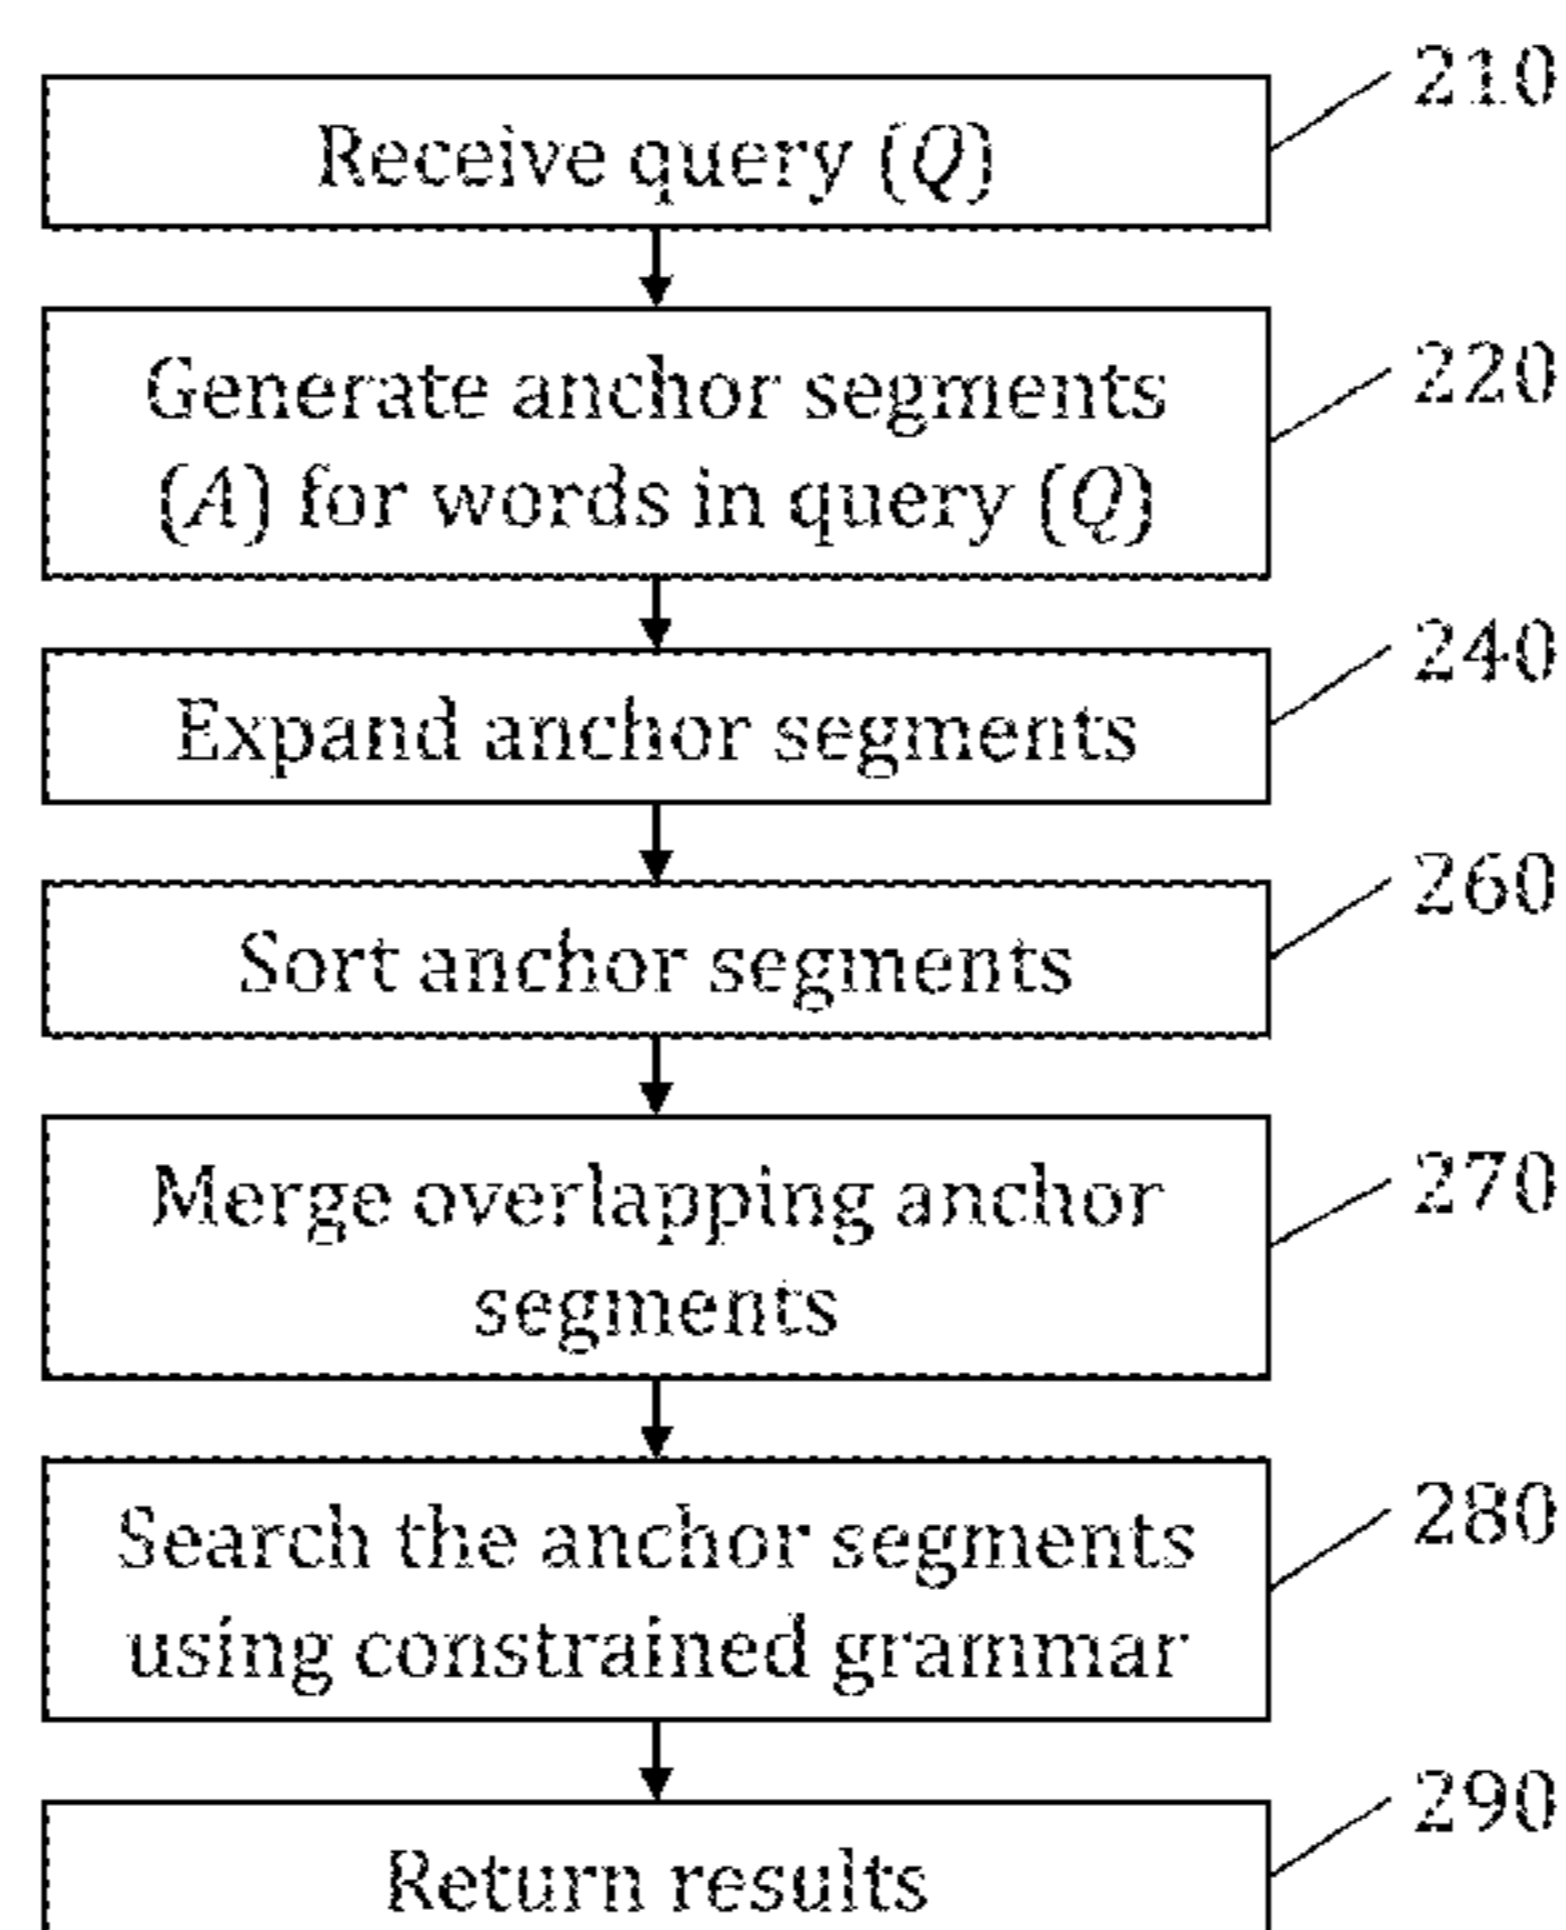 210
Receive query (Q)
220
Generate anchor segments
(A) for words in query (Q)
240
Expand anchor segments
260
Sort anchor segments
270
Merge overlapping anchor
segments
280
Search the anchor segments
using constrained grammar
290
Return results